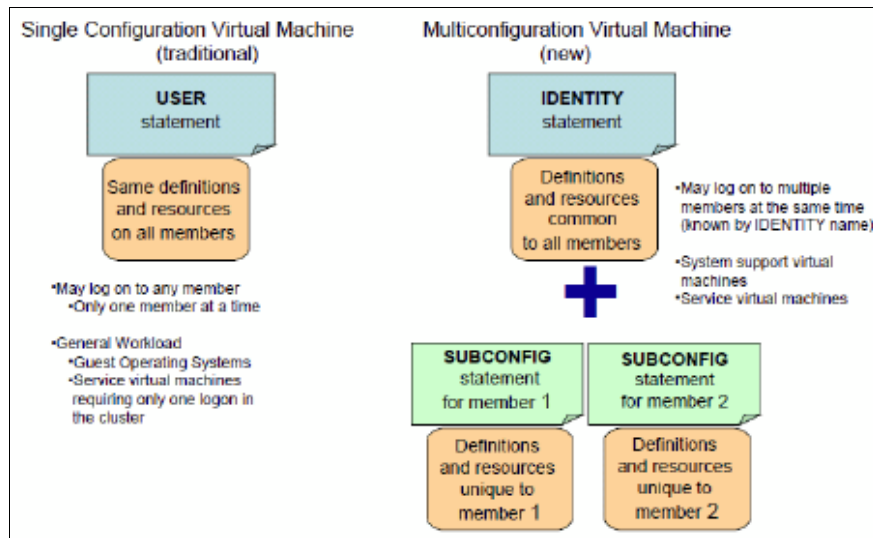 Single Configuration Virtual Machine
(traditional)
USER
statement
Same definitions
and resources
on all members
•May log on to any member
•Only one member at a time
•General Workload
•Guest Operating Systems
•Service virtual machines
requiring only one logon in
the cluster
Multiconfiguration Virtual Machine
(new)
IDENTITY
statement
Definitions
and resources
common
to all members
•May log on to multiple
members at the same time
(known by IDENTITY name)
•System support virtual
machines
•Service virtual machines
SUBCONFIG
statement
for member 1
Definitions
and resources
unique to
member 1
SUBCONFIG
statement
for member 2
Definitions
and resources
unique to
member 2